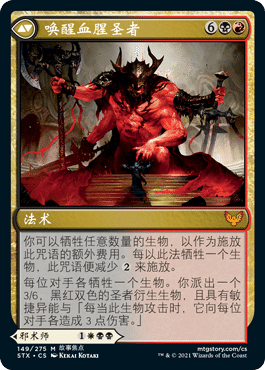 唤醒血腥圣者 6
法术
你可以牺牲任意数量的生物，以作为施放
此咒语的额外费用。每以此法牺牲一个生
物，此咒语便减少 2 来施放。
每位对手各牺牲一个生物。你派出一个
3/6，黑红双色的圣者衍生生物，且具有敏
捷异能与「每当此生物攻击时，它向每位
对手各造成 3 点伤害。」
邪术师 1
149/275 M 故事焦点
STX • CS KEKAI KOTAKI
mtgstory.com/cs
™ & © 2021 Wizards of the Coast